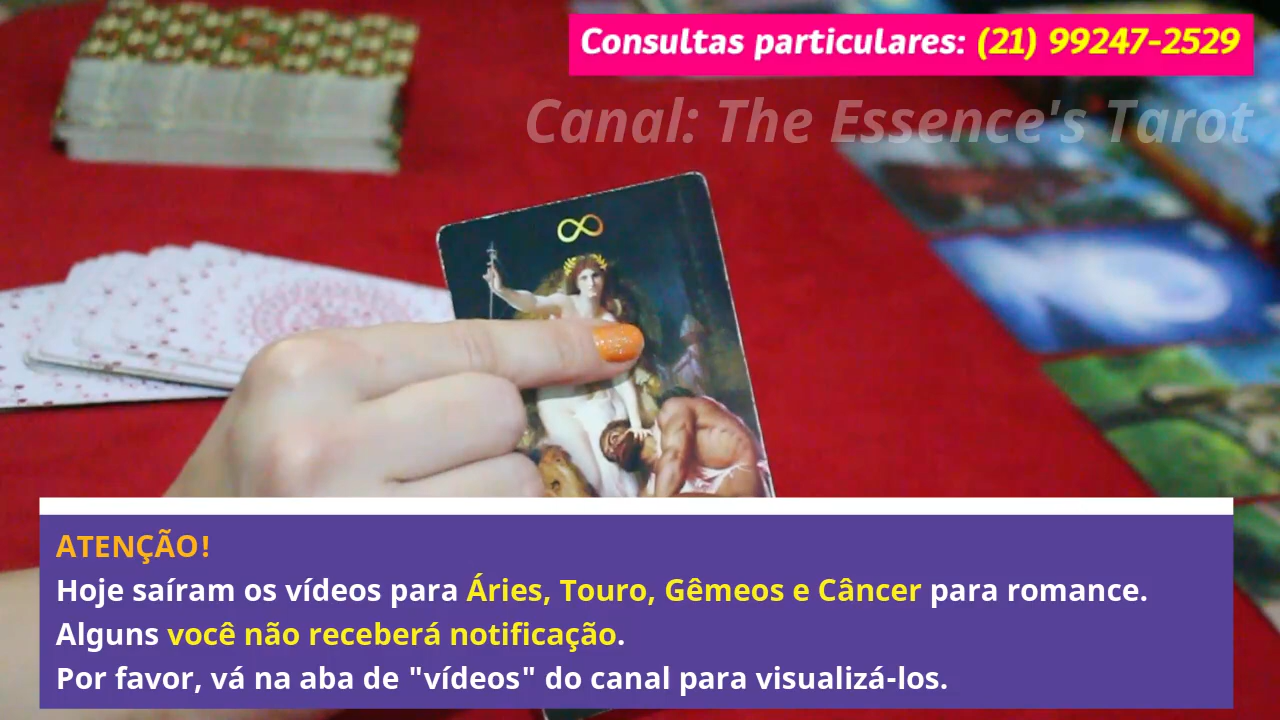 Consultas particulares: (21) 99247-2529
Canal: The Essence's Tarot
ATENÇÃO!
Hoje saíram os vídeos para Áries, Touro, Gêmeos e Câncer para romance.
Alguns você não receberá notificação.
Por favor, vá na aba de "vídeos" do canal para visualizá-los.